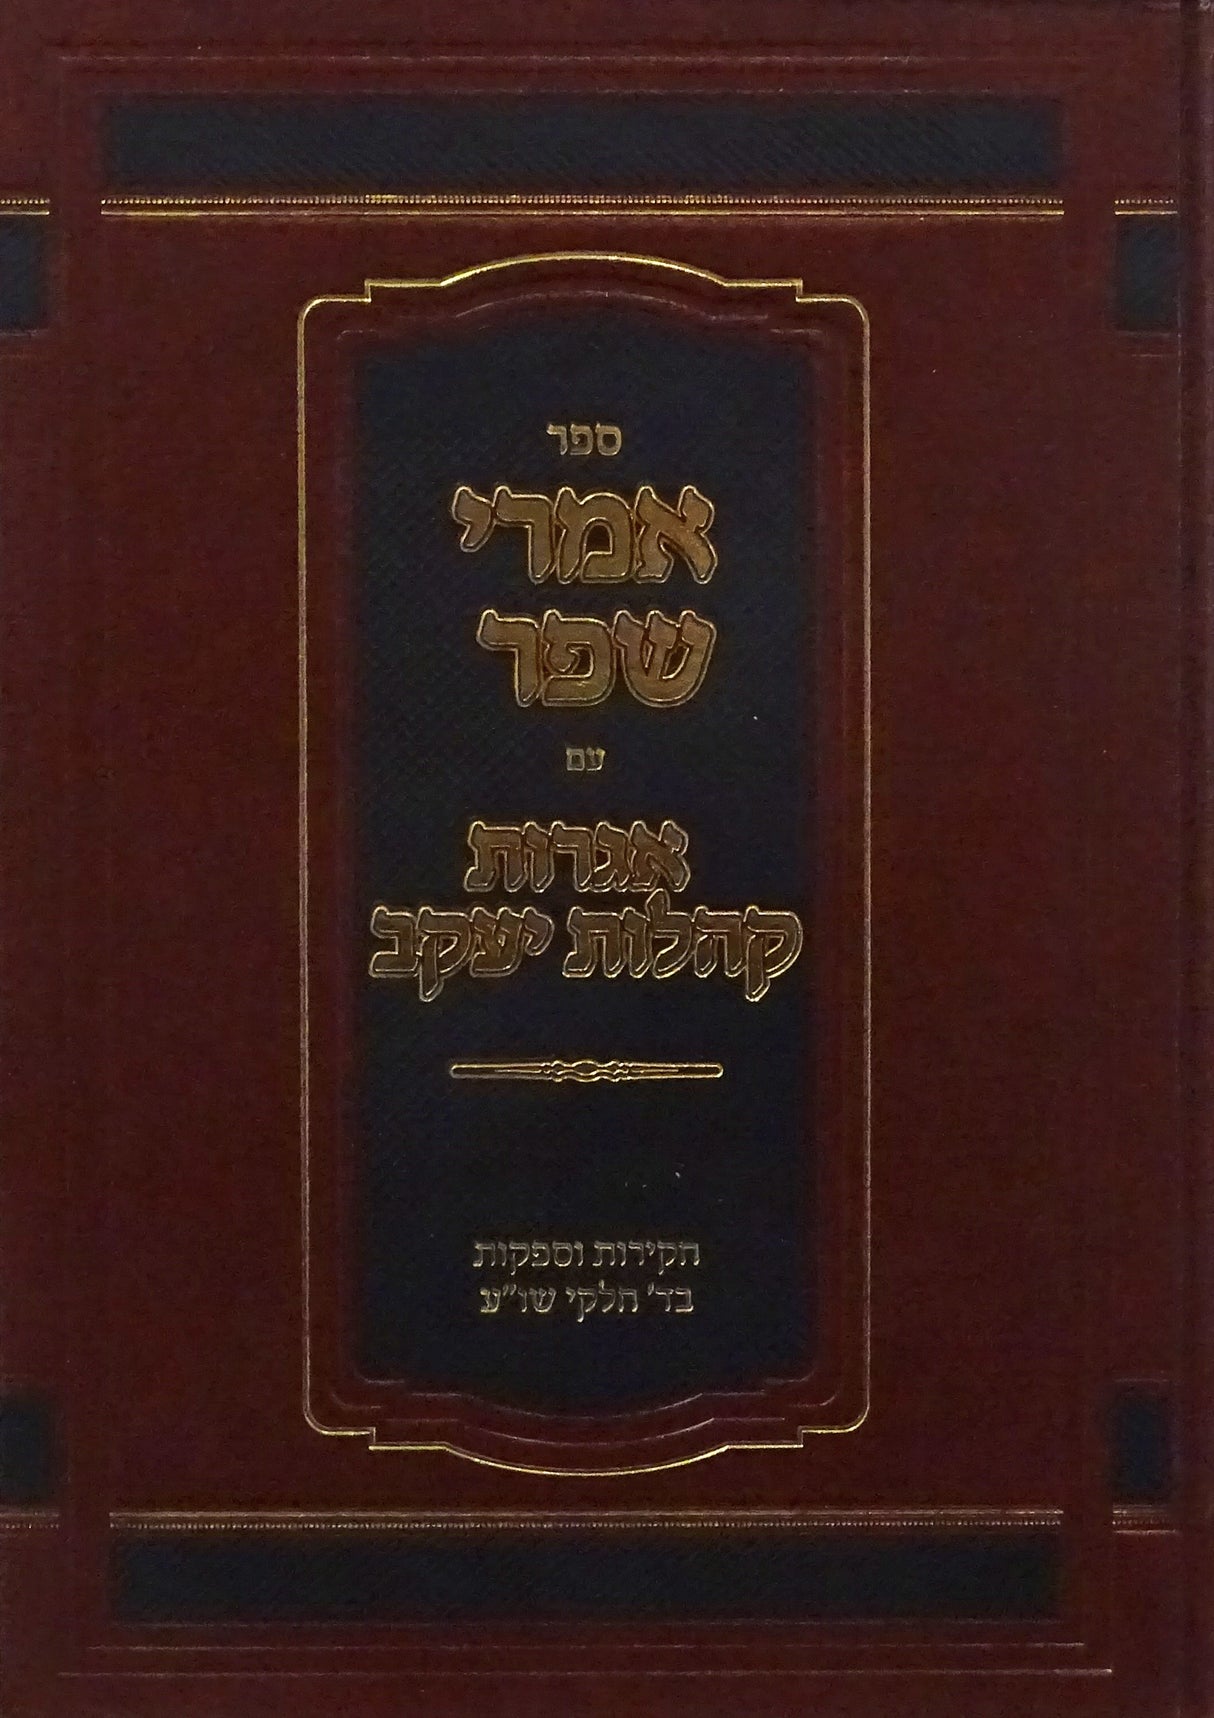 ספר
אמרי
שפר
עם
אגרות
קהלות יעקב
חקירות וספקות
בד' חלקי שו"ע